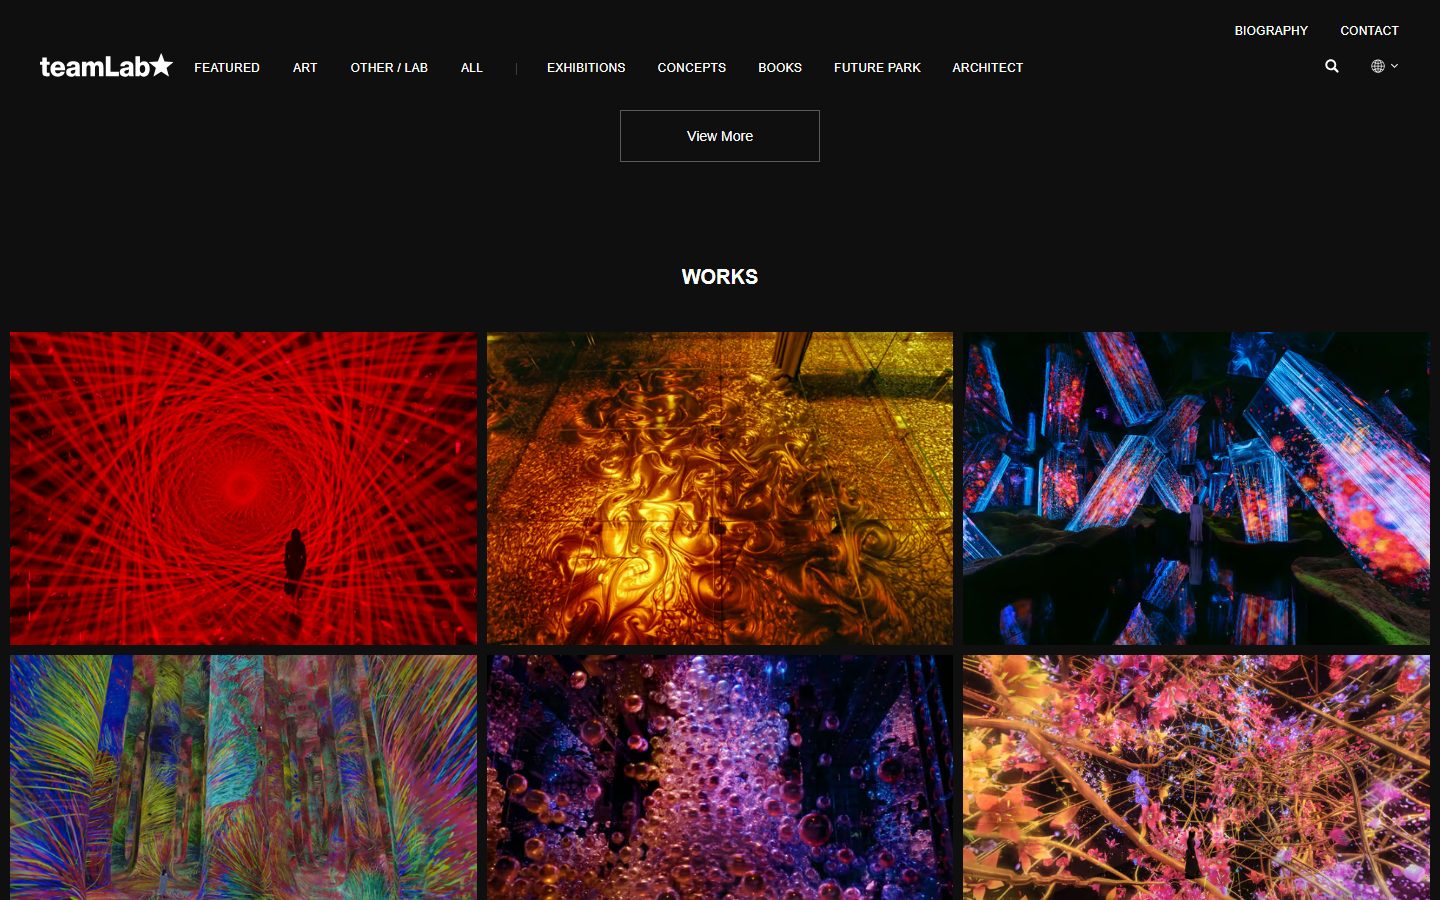 BIOGRAPHY CONTACT
teamLab FEATURED ART OTHER / LAB ALL | EXHIBITIONS CONCEPTS BOOKS FUTURE PARK ARCHITECT
View More
WORKS